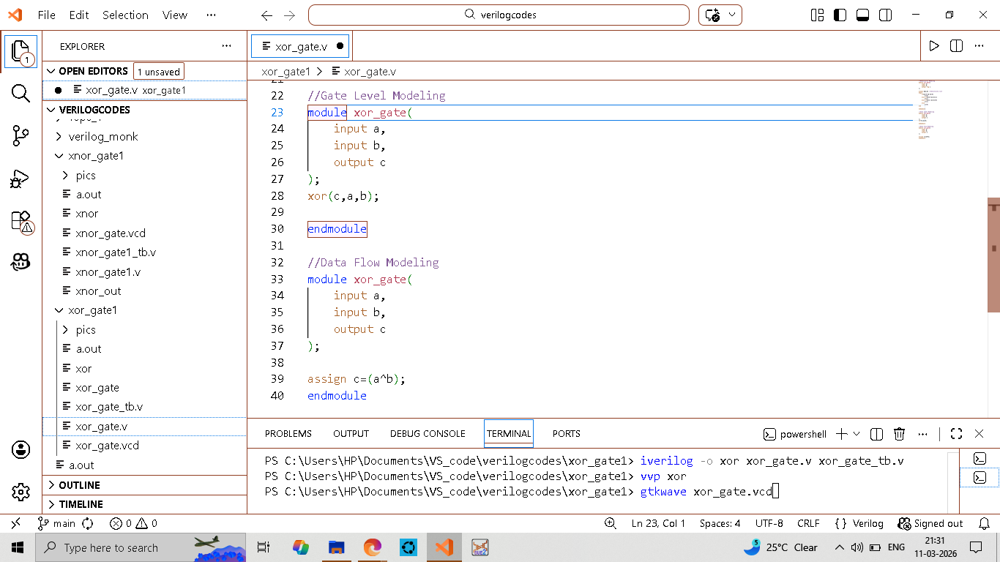 File Edit Selection View ··· verilogcodes
EXPLORER ···
OPEN EDITORS 1 unsaved
xor_gate.v xor_gate1
VERILOGCODES
verilog_monk
xnor_gate1
pics
a.out
xnor
xnor_gate.vcd
xnor_gate1_tb.v
xnor_gate1.v
xnor_out
xor_gate1
pics
a.out
xor
xor_gate
xor_gate_tb.v
xor_gate.v
xor_gate.vcd
a.out
OUTLINE
TIMELINE
1
xor_gate.v
xor_gate1 > xor_gate.v
21
22 //Gate Level Modeling
23 module xor_gate(
24 input a,
25 input b,
26 output c
27 );
28 xor(c,a,b);
29
30 endmodule
31
32 //Data Flow Modeling
33 module xor_gate(
34 input a,
35 input b,
36 output c
37 );
38
39 assign c=(a^b);
40 endmodule
PROBLEMS OUTPUT DEBUG CONSOLE TERMINAL PORTS powershell
PS C:\Users\HP\Documents\VS_code\verilogcodes\xor_gate1> iverilog -o xor xor_gate.v xor_gate_tb.v
PS C:\Users\HP\Documents\VS_code\verilogcodes\xor_gate1> vvp xor
PS C:\Users\HP\Documents\VS_code\verilogcodes\xor_gate1> gtkwave xor_gate.vcd
main 0 0 Ln 23, Col 1 Spaces: 4 UTF-8 CRLF {} Verilog Signed out
Type here to search 5 25°C Clear ENG 21:31
11-03-2026